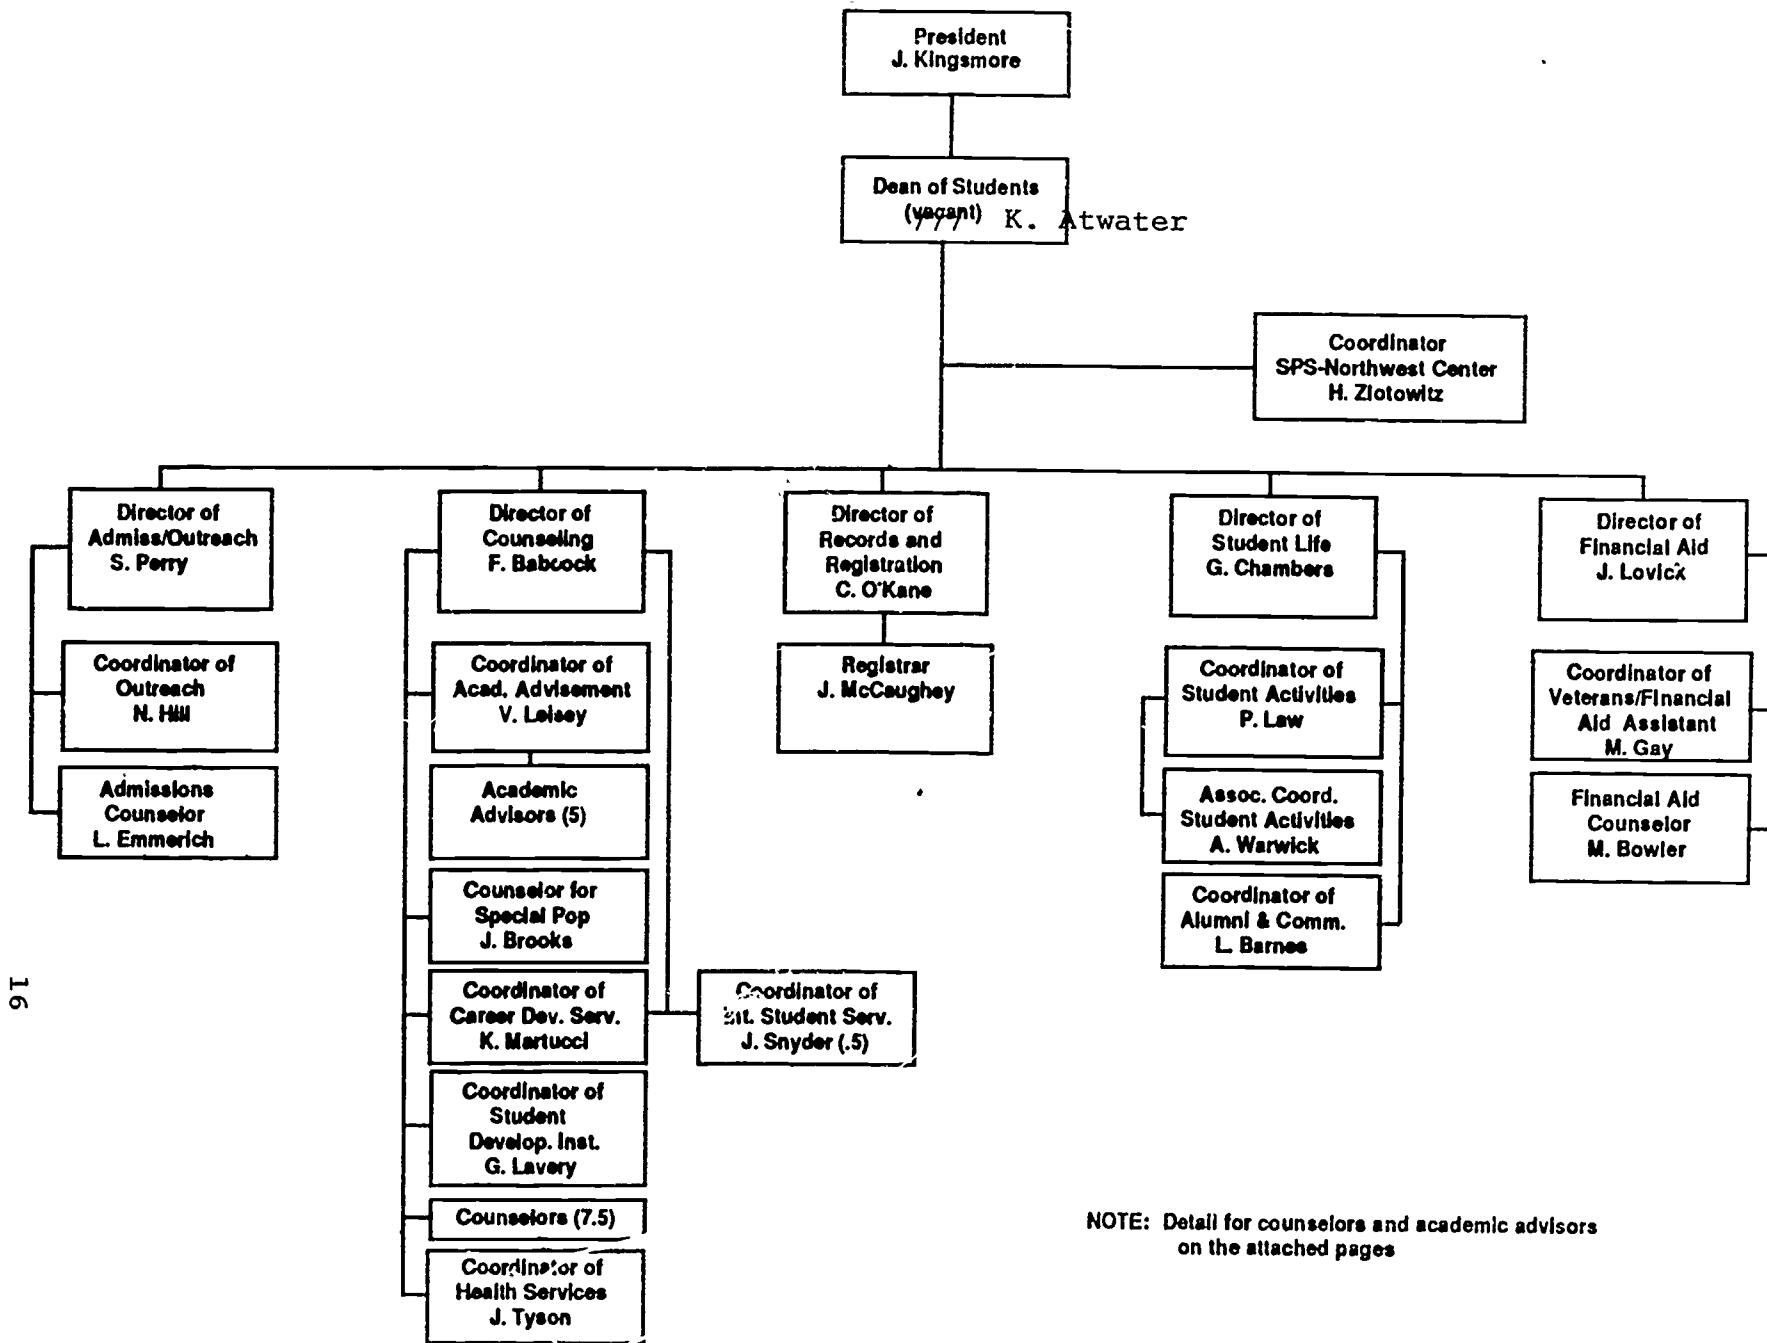 President
J. Kingsmore
Dean of Students
(vacant) K. Atwater
Coordinator
SPS-Northwest Center
H. Zlotowitz
Director of
Admiss/Outreach
S. Perry
Coordinator of
Outreach
N. Hill
Admissions
Counselor
L. Emmerich
Director of
Counseling
F. Babcock
Coordinator of
Acad. Advisement
V. Leisey
Academic
Advisors (5)
Counselor for
Special Pop
J. Brooks
Coordinator of
Career Dev. Serv.
K. Martucci
Coordinator of
Student Serv.
J. Snyder (.5)
Coordinator of
Student
Develop. Inst.
G. Lavery
Counselors (7.5)
Coordinator of
Health Services
J. Tyson
Director of
Records and
Registration
C. O'Kane
Registrar
J. McCaughey
Director of
Student Life
G. Chambers
Coordinator of
Student Activities
P. Law
Assoc. Coord.
Student Activities
A. Warwick
Coordinator of
Alumni & Comm.
L. Barnes
Director of
Financial Aid
J. Lovick
Coordinator of
Veterans/Financial
Aid Assistant
M. Gay
Financial Aid
Counselor
M. Bowler
NOTE: Detail for counselors and academic advisors
on the attached pages
16